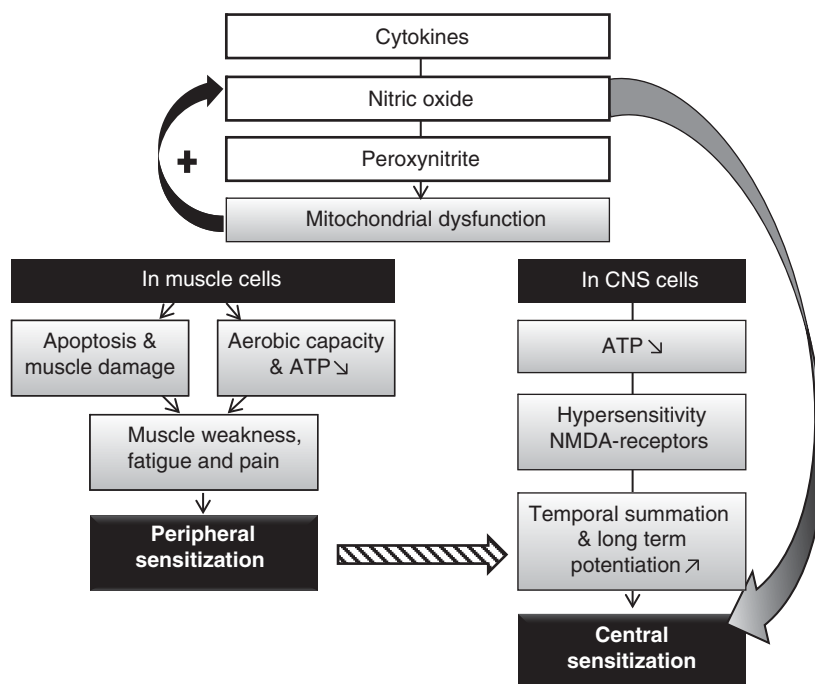 Cytokines
Nitric oxide
+
Peroxynitrite
Mitochondrial dysfunction
In muscle cells
Apoptosis &
muscle damage
Aerobic capacity
& ATP ↘
Muscle weakness,
fatigue and pain
Peripheral
sensitization
In CNS cells
ATP ↘
Hypersensitivity
NMDA-receptors
Temporal summation
& long term
potentiation ↗
Central
sensitization